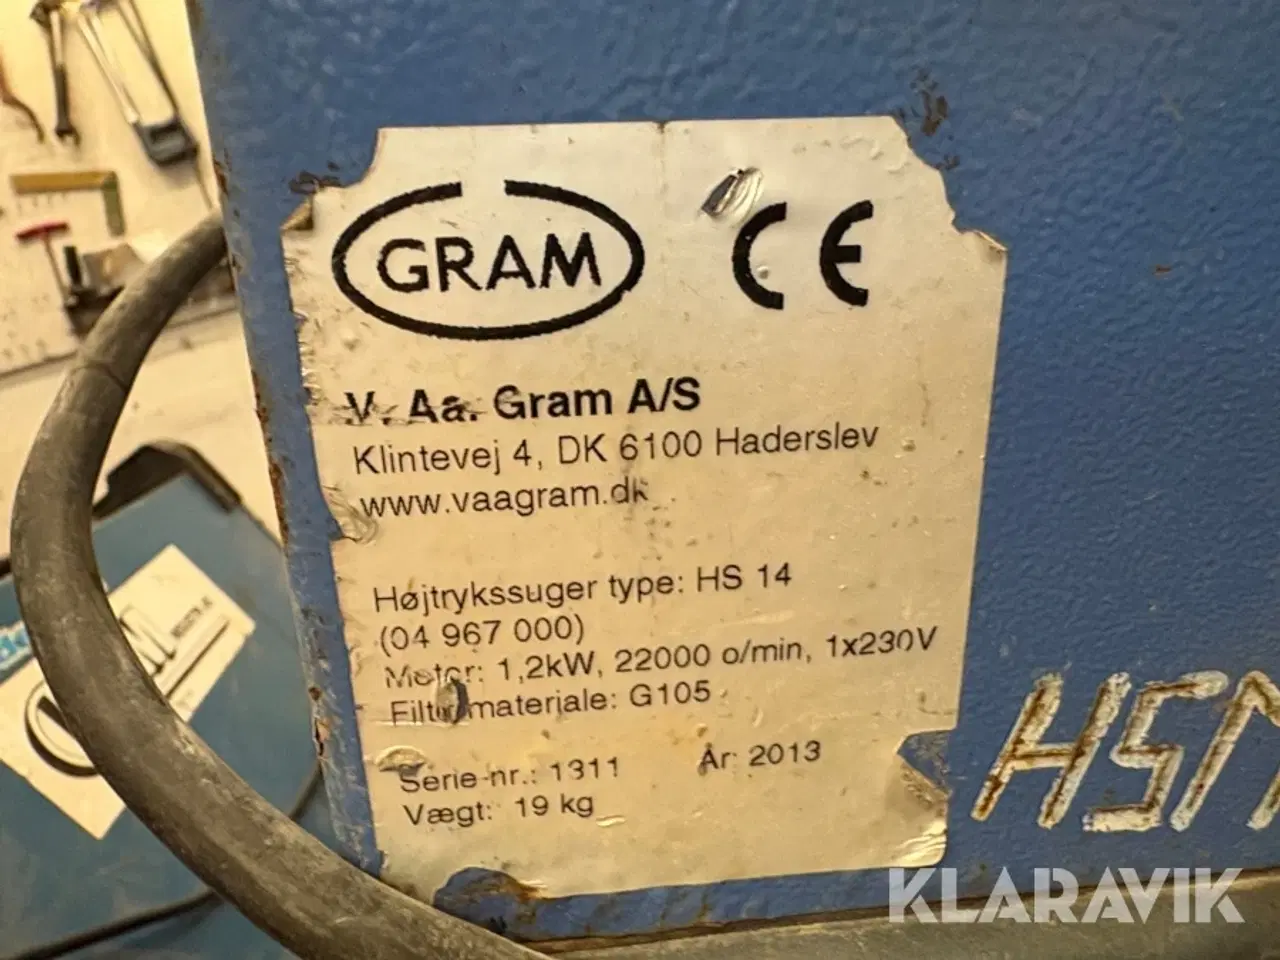 GRAM CE
V. Aa. Gram A/S
Klintevej 4, DK 6100 Haderslev
www.vaagram.dk
Højtrykssuger type: HS 14
(04 967 000)
Motor: 1,2kW, 22000 o/min, 1x230V
Filtermateriale: G105
Serie-nr.: 1311 År: 2013
Vægt: 19 kg
HSM
KLARAVIK